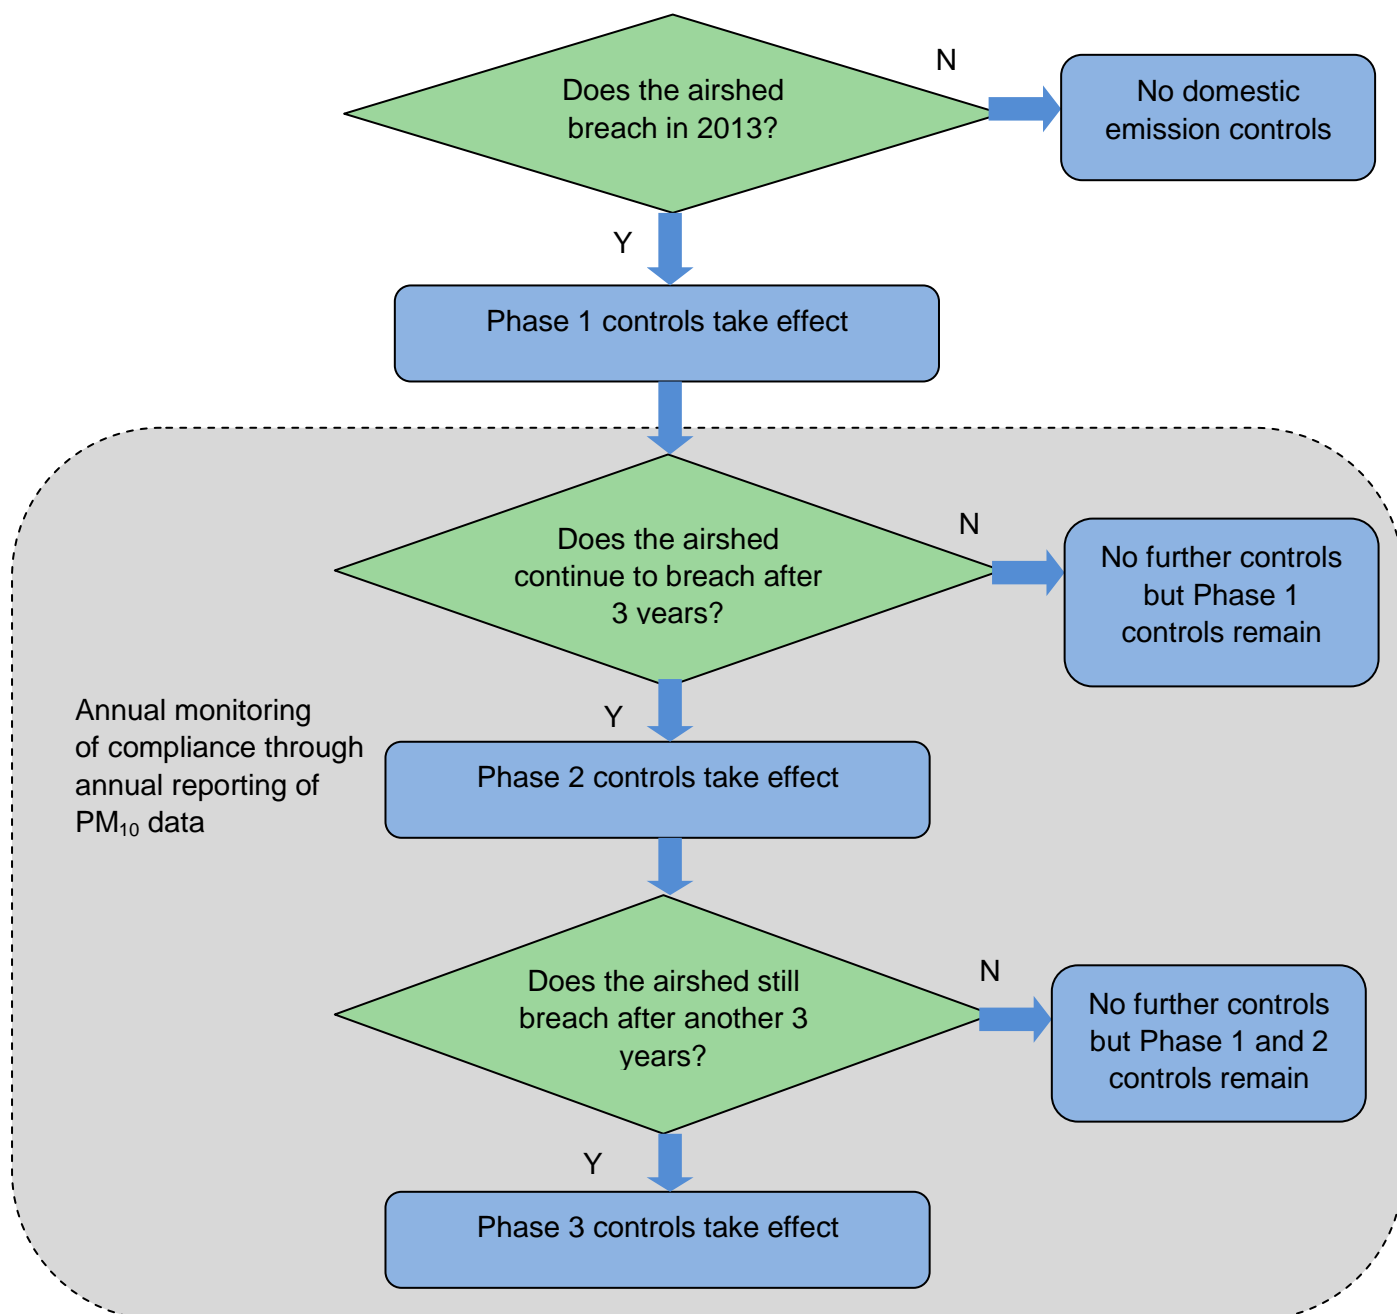 Does the airshed
breach in 2013?
N
No domestic
emission controls
Y
Phase 1 controls take effect
Does the airshed
continue to breach after
3 years?
N
No further controls
but Phase 1
controls remain
Y
Annual monitoring
of compliance through
annual reporting of
PM₁₀ data
Phase 2 controls take effect
Does the airshed still
breach after another 3
years?
N
No further controls
but Phase 1 and 2
controls remain
Y
Phase 3 controls take effect